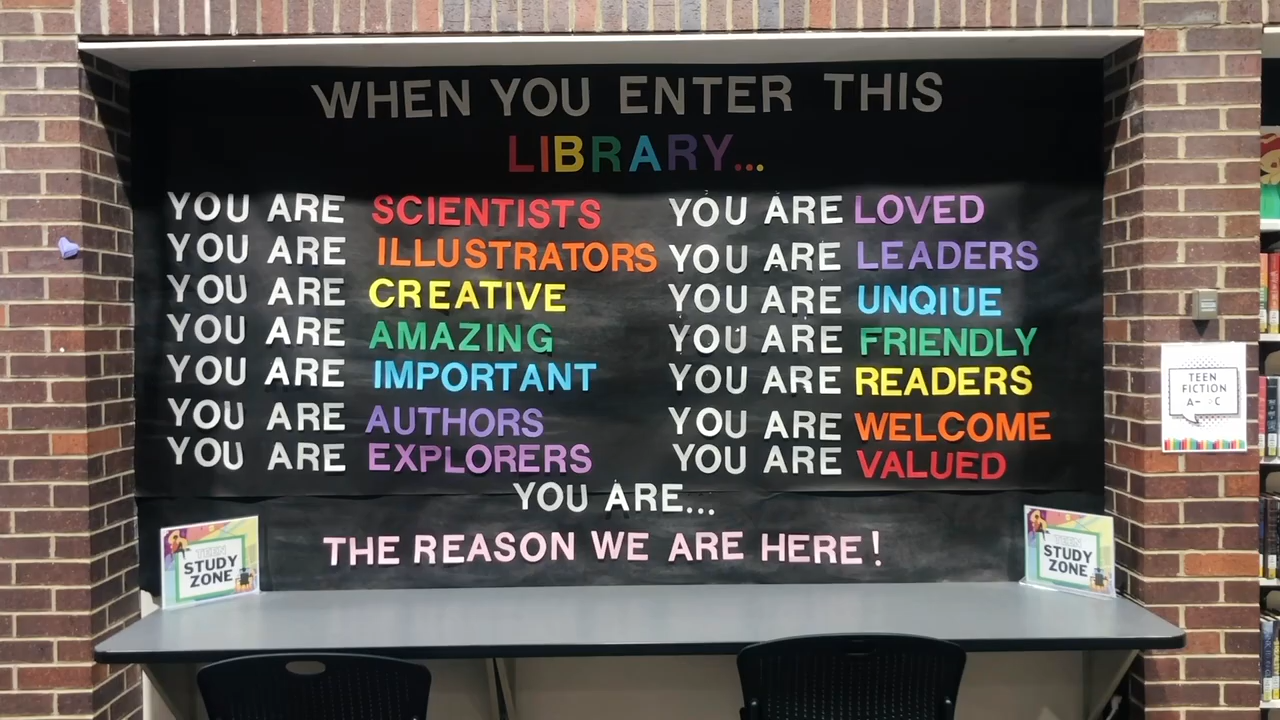 WHEN YOU ENTER THIS
LIBRARY...
YOU ARE SCIENTISTS
YOU ARE ILLUSTRATORS
YOU ARE CREATIVE
YOU ARE AMAZING
YOU ARE IMPORTANT
YOU ARE AUTHORS
YOU ARE EXPLORERS
YOU ARE LOVED
YOU ARE LEADERS
YOU ARE UNQIUE
YOU ARE FRIENDLY
YOU ARE READERS
YOU ARE WELCOME
YOU ARE VALUED
YOU ARE...
THE REASON WE ARE HERE!
TEEN
STUDY
ZONE
TEEN
STUDY
ZONE
TEEN
FICTION
A- C